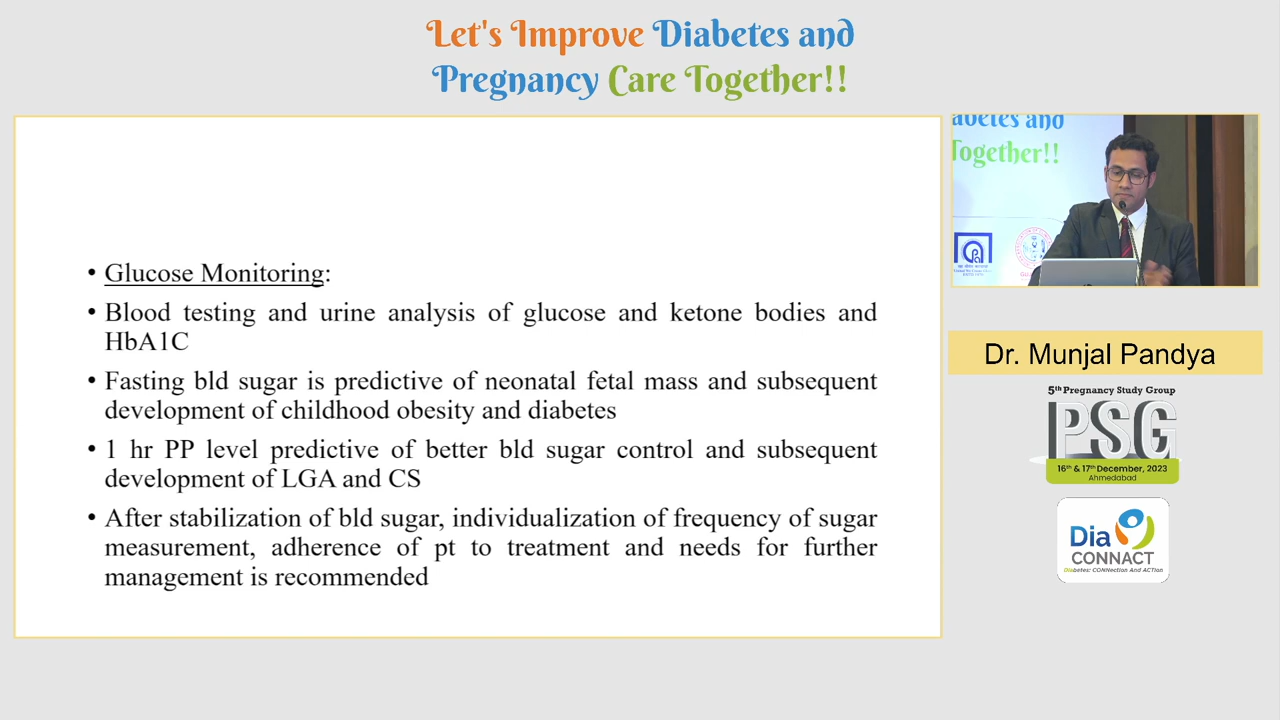 Let's Improve Diabetes and
Pregnancy Care Together!!
abetes and
Together!!
• Glucose Monitoring:
• Blood testing and urine analysis of glucose and ketone bodies and
HbA1C
• Fasting bld sugar is predictive of neonatal fetal mass and subsequent
development of childhood obesity and diabetes
• 1 hr PP level predictive of better bld sugar control and subsequent
development of LGA and CS
• After stabilization of bld sugar, individualization of frequency of sugar
measurement, adherence of pt to treatment and needs for further
management is recommended
Dr. Munjal Pandya
5th Pregnancy Study Group
PSG
16th & 17th December, 2023
Ahmedabad
Dia
CONNACT
Diabetes: CONNection And ACTion